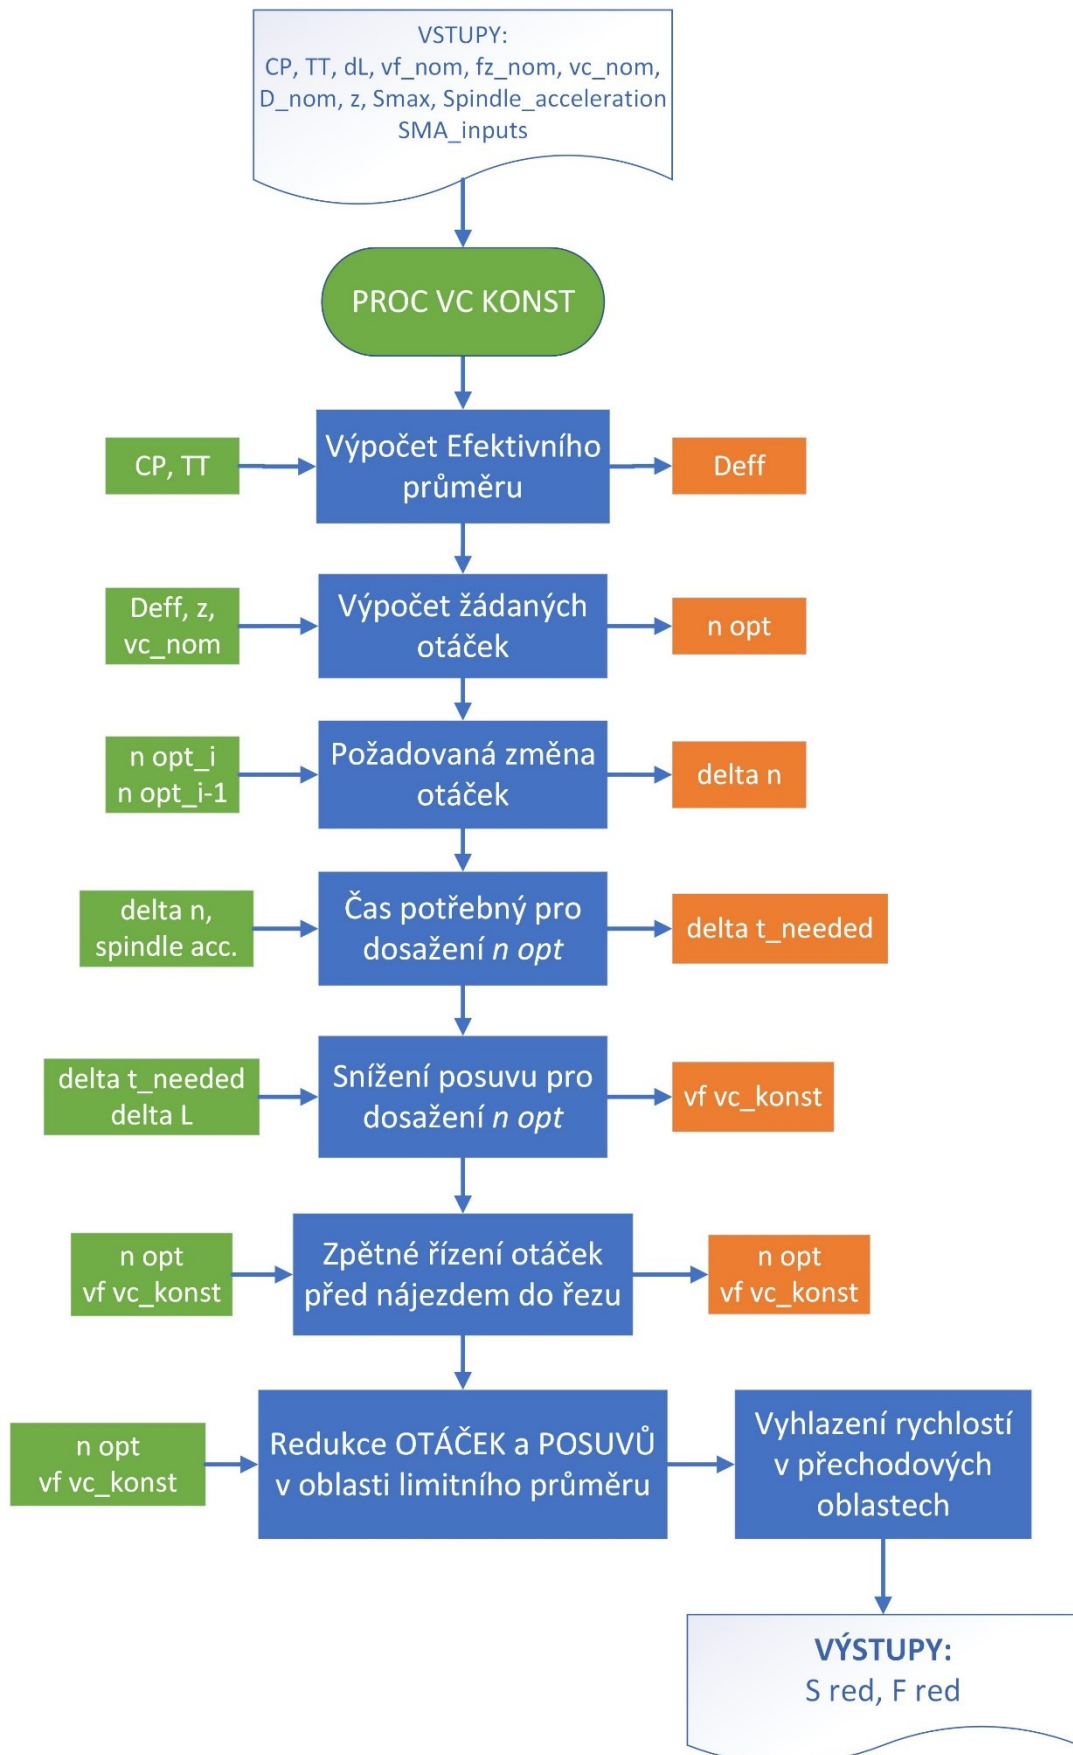 VSTUPY:
CP, TT, dL, vf_nom, fz_nom, vc_nom,
D_nom, z, Smax, Spindle_acceleration
SMA_inputs
PROC VC KONST
CP, TT
Výpočet Efektivního
průměru
Deff
Deff, z,
vc_nom
Výpočet žádaných
otáček
n opt
n opt_i
n opt_i-1
Požadovaná změna
otáček
delta n
delta n,
spindle acc.
Čas potřebný pro
dosažení n opt
delta t_needed
delta t_needed
delta L
Snížení posuvu pro
dosažení n opt
vf vc_konst
n opt
vf vc_konst
Zpětné řízení otáček
před nájezdem do řezu
n opt
vf vc_konst
n opt
vf vc_konst
Redukce OTÁČEK a POSUVŮ
v oblasti limitního průměru
Vyhlazení rychlostí
v přechodových
oblastech
VÝSTUPY:
S red, F red